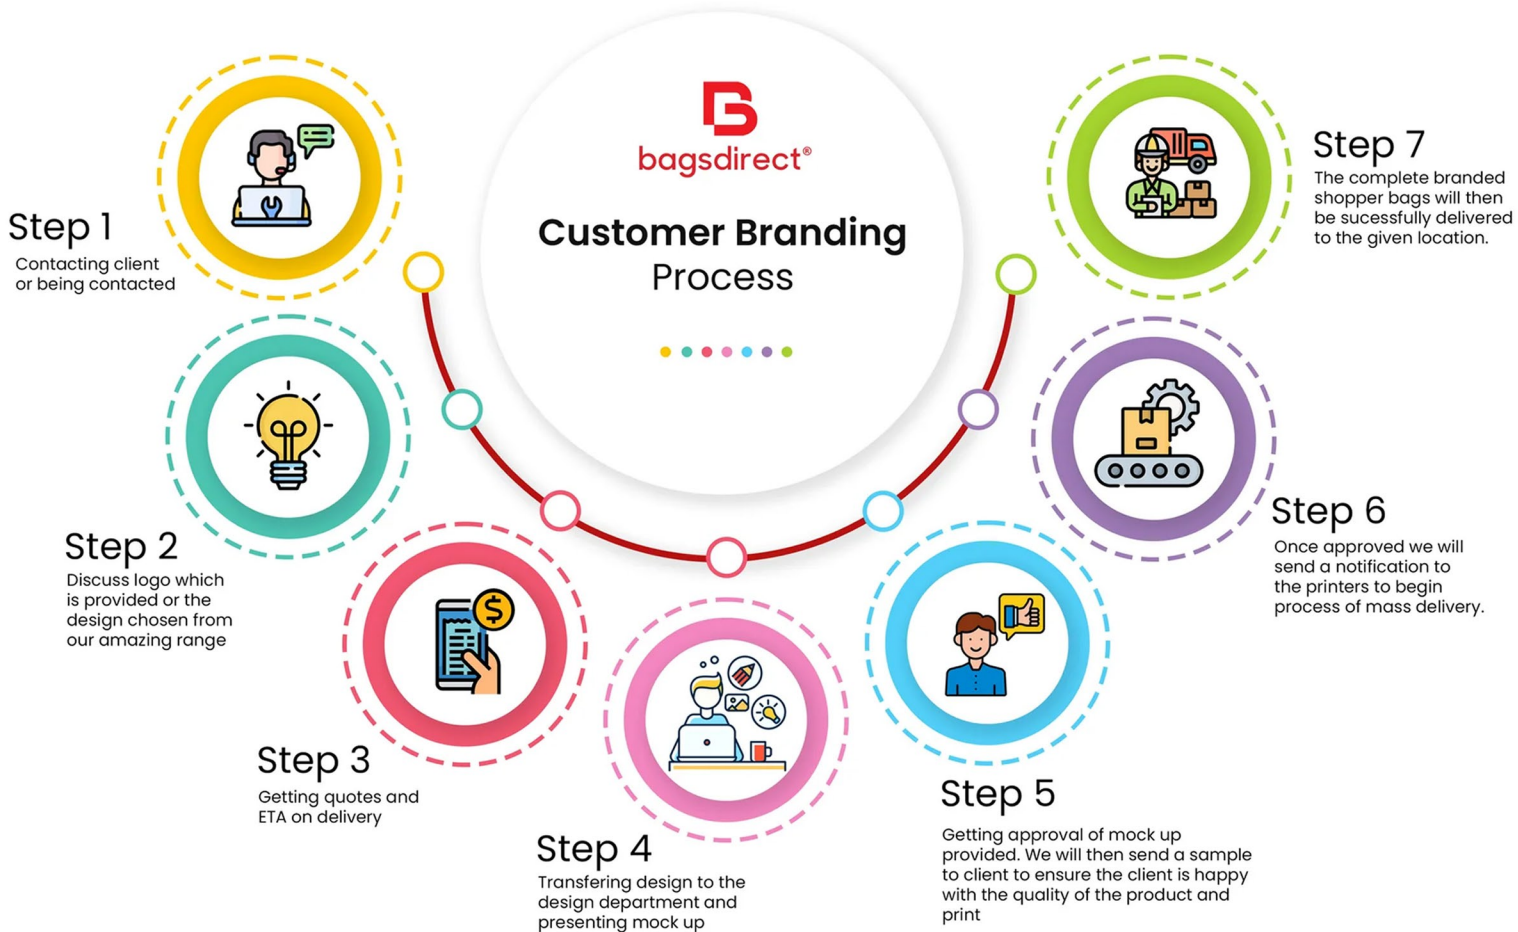 bagsdirect®
Customer Branding
Process
Step 1
Contacting client
or being contacted
Step 2
Discuss logo which
is provided or the
design chosen from
our amazing range
Step 3
Getting quotes and
ETA on delivery
Step 4
Transfering design to the
design department and
presenting mock up
Step 5
Getting approval of mock up
provided. We will then send a sample
to client to ensure the client is happy
with the quality of the product and
print
Step 6
Once approved we will
send a notification to
the printers to begin
process of mass delivery.
Step 7
The complete branded
shopper bags will then
be sucessfully delivered
to the given location.